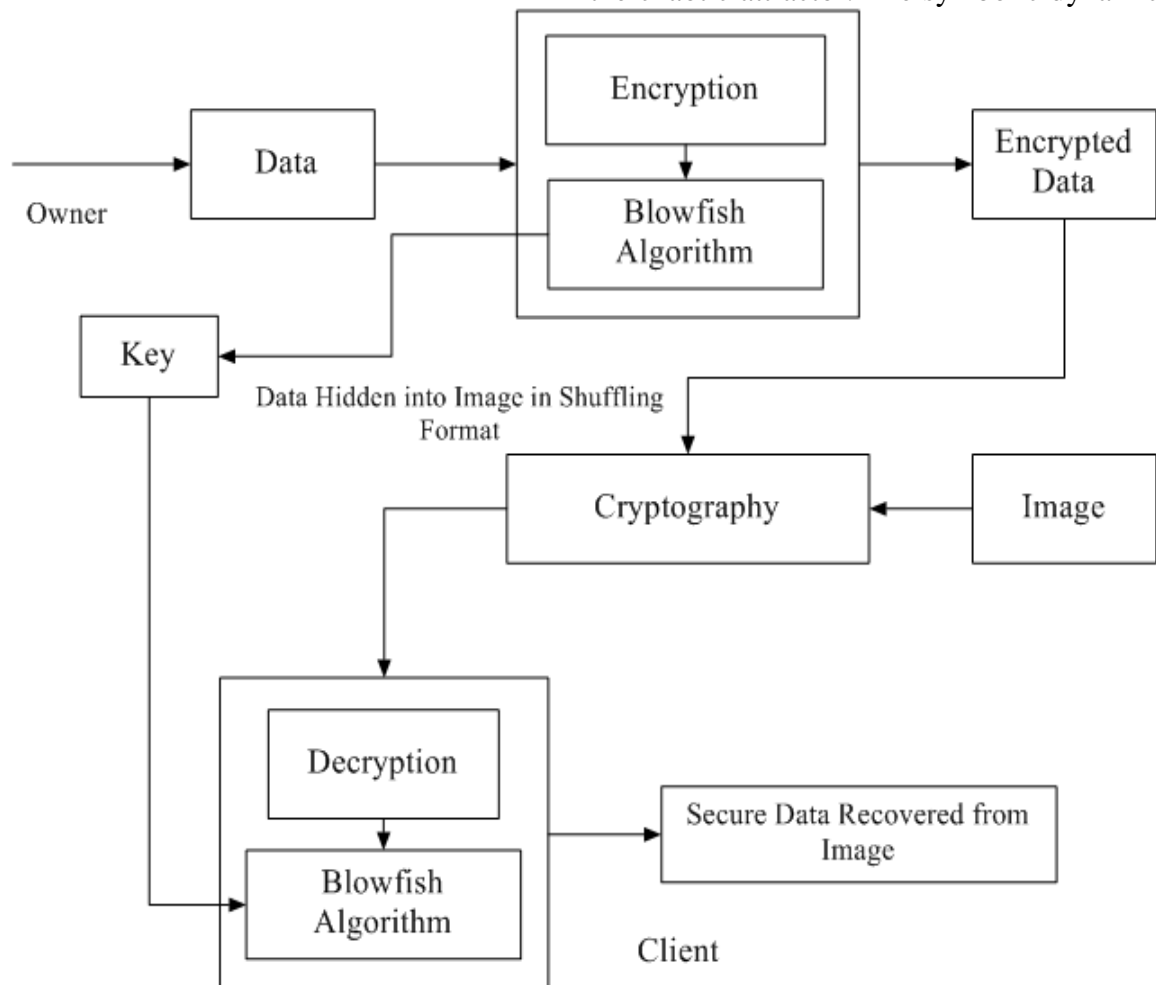 Encryption
Data
Encrypted
Data
Owner
Blowfish
Algorithm
Key
Data Hidden into Image in Shuffling
Format
Cryptography
Image
Decryption
Secure Data Recovered from
Image
Blowfish
Algorithm
Client